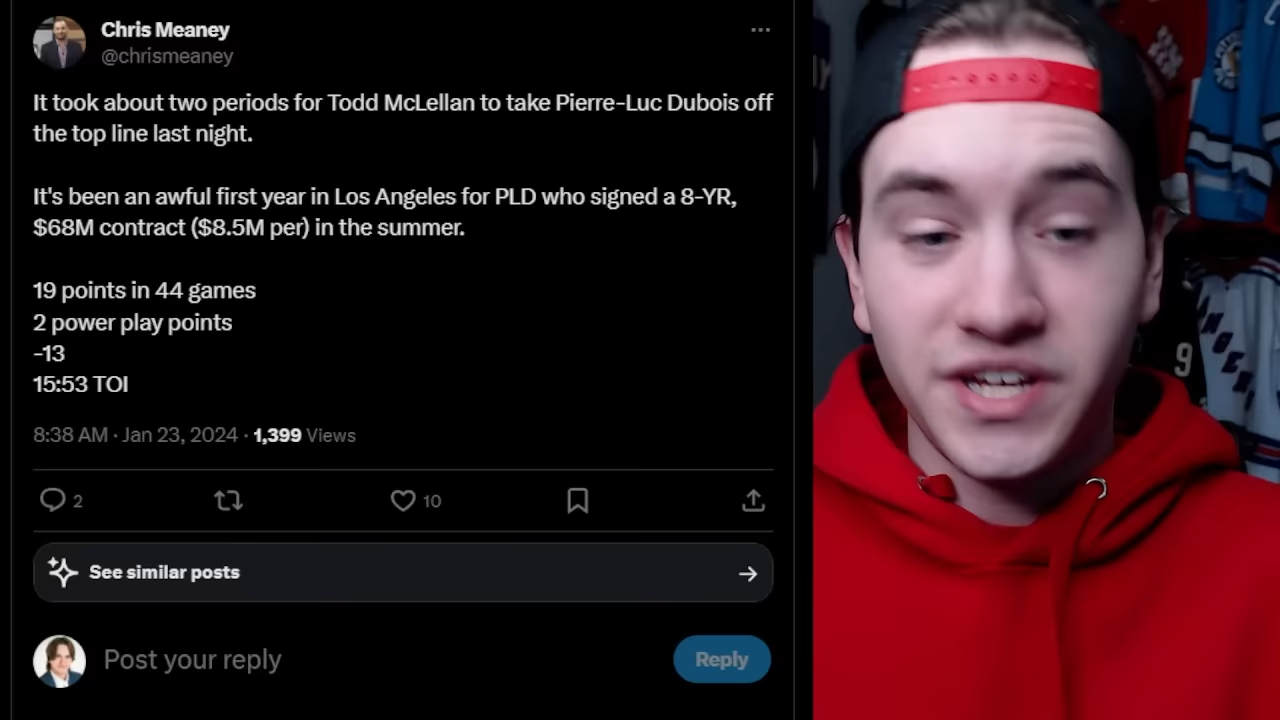 Chris Meaney
@chrismeaney
It took about two periods for Todd McLellan to take Pierre-Luc Dubois off
the top line last night.
It's been an awful first year in Los Angeles for PLD who signed a 8-YR,
$68M contract ($8.5M per) in the summer.
19 points in 44 games
2 power play points
-13
15:53 TOI
8:38 AM · Jan 23, 2024 · 1,399 Views
2
10
See similar posts
Post your reply
Reply
9